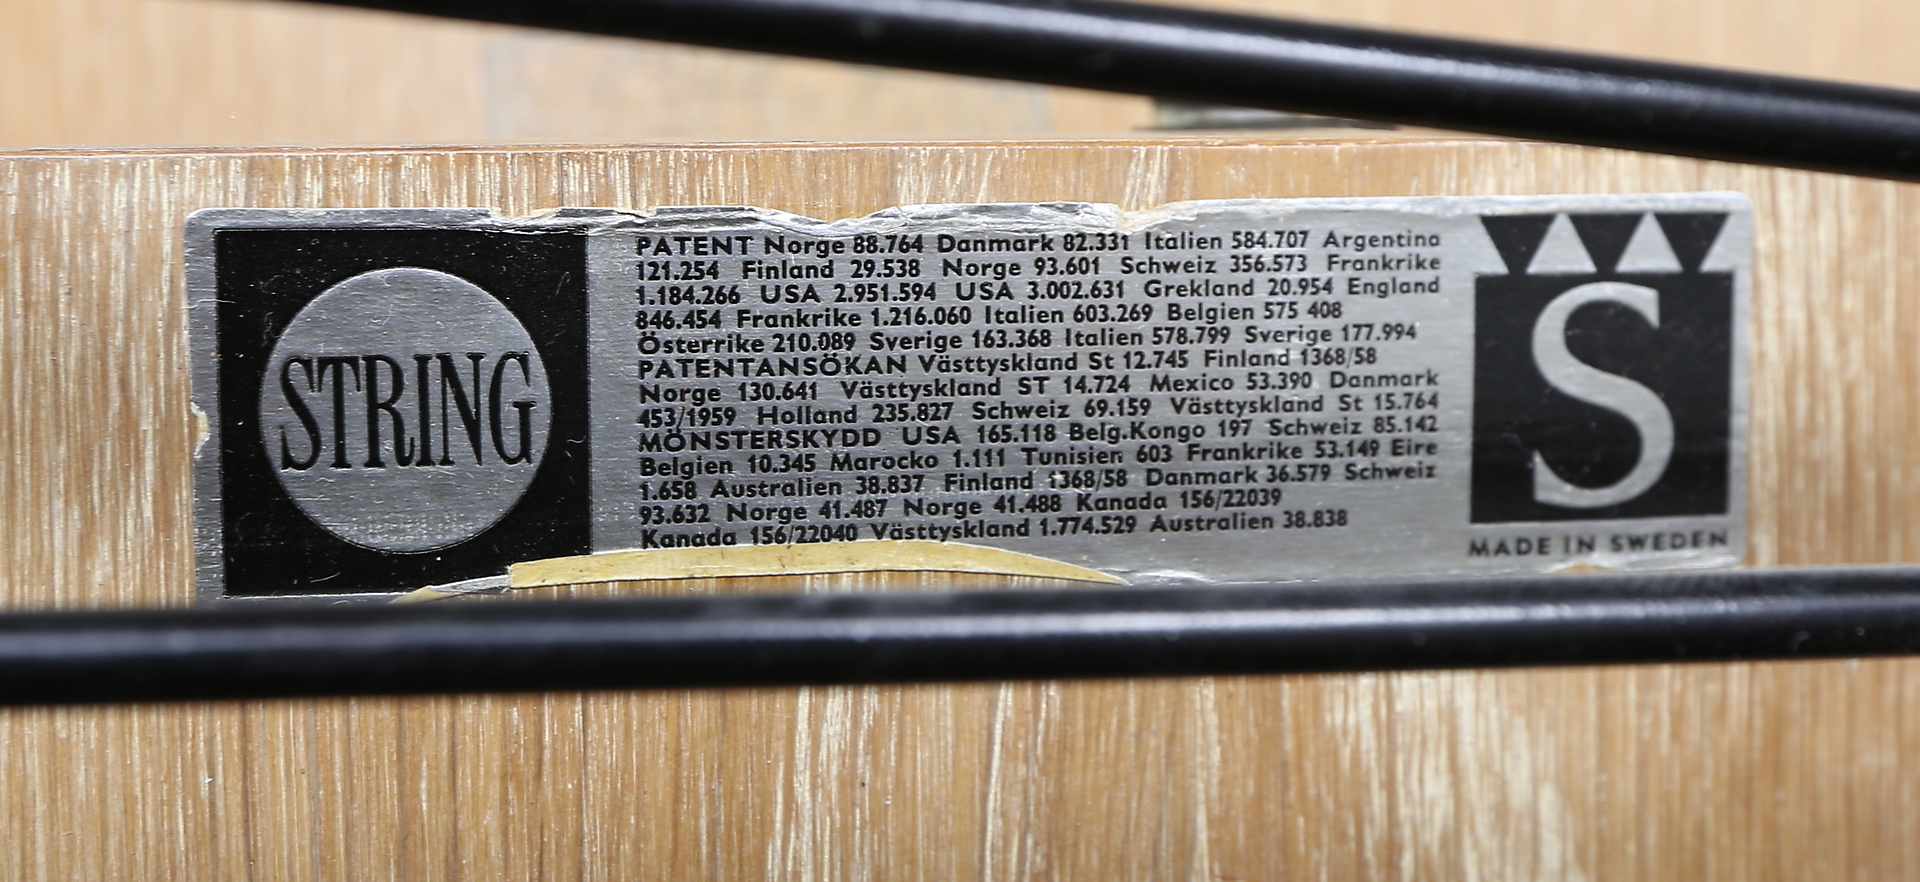 STRING
PATENT Norge 88.764 Danmark 82.331 Italien 584.707 Argentina
121.254 Finland 29.538 Norge 93.601 Schweiz 356.573 Frankrike
1.184.266 USA 2.951.594 USA 3.002.631 Grekland 20.954 England
846.454 Frankrike 1.216.060 Italien 603.269 Belgien 575 408
Österrike 210.089 Sverige 163.368 Italien 578.799 Sverige 177.994
PATENTANSÖKAN Västtyskland St 12.745 Finland 1368/58
Norge 130.641 Västtyskland ST 14.724 Mexico 53.390 Danmark
453/1959 Holland 235.827 Schweiz 69.159 Västtyskland St 15.764
MÖNSTERSKYDD USA 165.118 Belg.Kongo 197 Schweiz 85.142
Belgien 10.345 Marocko 1.111 Tunisien 603 Frankrike 53.149 Eire
1.658 Australien 38.837 Finland 1368/58 Danmark 36.579 Schweiz
93.632 Norge 41.487 Norge 41.488 Kanada 156/22039
Kanada 156/22040 Västtyskland 1.774.529 Australien 38.838
S
MADE IN SWEDEN